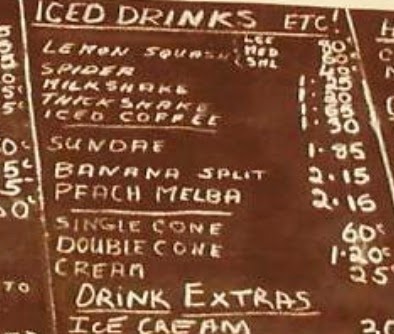 ICED DRINKS ETC!
LEMON SQUASH
LGE
MED
SML
SPIDER
MILKSHAKE
THICKSHAKE
ICED COFFEE
SUNDAE 1.85
BANANA SPLIT 2.15
PEACH MELBA 2.15
SINGLE CONE 60c
DOUBLE CONE 1.20c
CREAM 25c
DRINK EXTRAS
ICE CREAM
TO